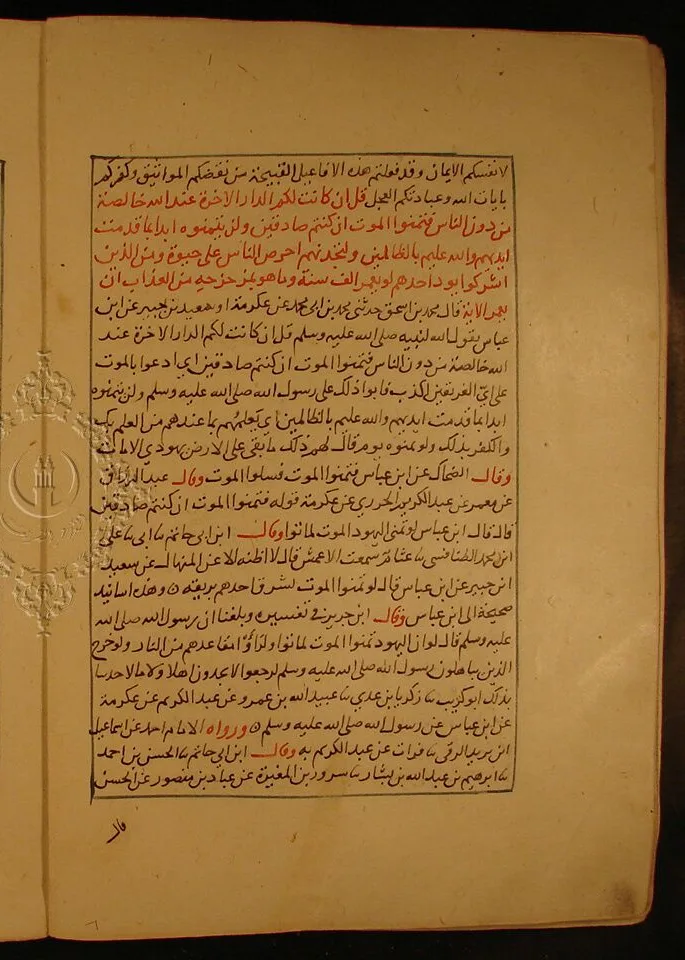 لانفسكم الايمان وقد فعلتم هذه الافاعيل القبيحة من نقضكم المواثيق وكفركم
بايات الله وعبادتكم العجل قل ان كانت لكم الدار الاخرة عند الله خالصة
من دون الناس فتمنوا الموت ان كنتم صادقين ولن يتمنوه ابدا بما قدمت
ايديهم والله عليم بالظالمين ولتجدنهم احرص الناس على حيوة ومن الذين
اشركوا يود احدهم لو يعمر الف سنة وما هو بمزحزحه من العذاب ان
يعمر الاية قال محمد بن اسحق حدثني محمد بن ابي محمد عن عكرمة او سعيد بن جبير عن ابن
عباس يقول الله لنبيه صلى الله عليه وسلم قل ان كانت لكم الدار الاخرة عند
الله خالصة من دون الناس فتمنوا الموت ان كنتم صادقين اي ادعوا بالموت
على اي الفريقين اكذب فابوا ذلك على رسول الله صلى الله عليه وسلم ولن يتمنوه
ابدا بما قدمت ايديهم والله عليم بالظالمين اي يعلمهم بما عندهم من العلم بك
والكفر بذلك ولو تمنوه يوم قال لهم ذلك ما بقي على الارض يهودي الا مات
وقال الضحاك عن ابن عباس فتمنوا الموت فسلوا الموت وقال عبد الرزاق
عن معمر عن عبد الكريم الجزري عن عكرمة قوله فتمنوا الموت ان كنتم صادقين
قال قال ابن عباس لو تمنى اليهود الموت لماتوا وقال ابن ابي حاتم ثنا ابي ثنا علي
ابن محمد الطنافسي ثنا عثام سمعت الاعمش قال لا اظنه الا عن المنهال عن سعيد
ابن جبير عن ابن عباس قال لو تمنوا الموت لشرق احدهم بريقه وهذه اسانيد
صحيحة الى ابن عباس وقال ابن جرير في تفسيره وبلغنا ان رسول الله صلى الله
عليه وسلم قال لو ان اليهود تمنوا الموت لماتوا ولراوا مقاعدهم من النار ولو خرج
الذين يباهلون رسول الله صلى الله عليه وسلم لرجعوا لا يجدون اهلا ولا مالا حدثنا
بذلك ابو كريب ثنا زكريا بن عدي ثنا عبيد الله بن عمرو عن عبد الكريم عن عكرمة
عن ابن عباس عن رسول الله صلى الله عليه وسلم ورواه الامام احمد عن اسماعيل
ابن يزيد الرقي ثنا فرات عن عبد الكريم به وقال ابن ابي حاتم ثنا الحسن بن احمد
ثنا ابرهيم بن عبد الله بن بشار ثنا سرور بن المغيرة عن عباد بن منصور عن الحسن
قال